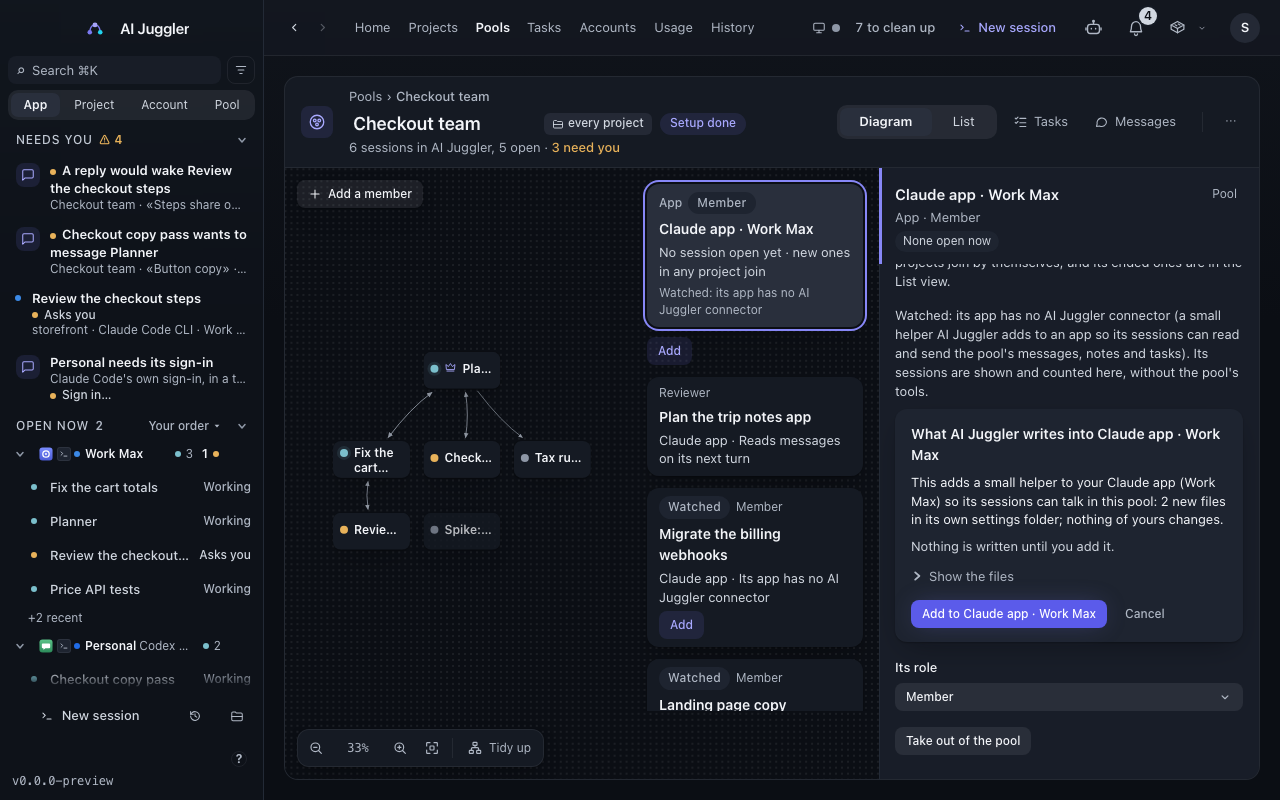 AI Juggler
Search ⌘K
App
Project
Account
Pool
NEEDS YOU
4
A reply would wake Review
the checkout steps
Checkout team · «Steps share o…
Checkout copy pass wants to
message Planner
Checkout team · «Button copy» ·…
Review the checkout steps
Asks you
storefront · Claude Code CLI · Work …
Personal needs its sign-in
Claude Code's own sign-in, in a t…
Sign in…
OPEN NOW 2
Your order
Work Max
3
1
Fix the cart totals
Working
Planner
Working
Review the checkout…
Asks you
Price API tests
Working
+2 recent
Personal Codex …
2
Checkout copy pass
Working
New session
?
v0.0.0-preview
Home
Projects
Pools
Tasks
Accounts
Usage
History
7 to clean up
New session
4
S
Pools › Checkout team
Checkout team
every project
Setup done
6 sessions in AI Juggler, 5 open · 3 need you
Diagram
List
Tasks
Messages
Add a member
Pla…
Fix the
cart…
Check…
Tax ru…
Revie…
Spike:…
33%
Tidy up
App
Member
Claude app · Work Max
No session open yet · new ones
in any project join
Watched: its app has no AI
Juggler connector
Add
Reviewer
Plan the trip notes app
Claude app · Reads messages
on its next turn
Watched
Member
Migrate the billing
webhooks
Claude app · Its app has no AI
Juggler connector
Add
Watched
Member
Landing page copy
Claude app · Work Max
Pool
App · Member
None open now
projects join by themselves, and its ended ones are in the
List view.
Watched: its app has no AI Juggler connector (a small
helper AI Juggler adds to an app so its sessions can read
and send the pool's messages, notes and tasks). Its
sessions are shown and counted here, without the pool's
tools.
What AI Juggler writes into Claude app · Work
Max
This adds a small helper to your Claude app (Work
Max) so its sessions can talk in this pool: 2 new files
in its own settings folder; nothing of yours changes.
Nothing is written until you add it.
Show the files
Add to Claude app · Work Max
Cancel
Its role
Member
Take out of the pool